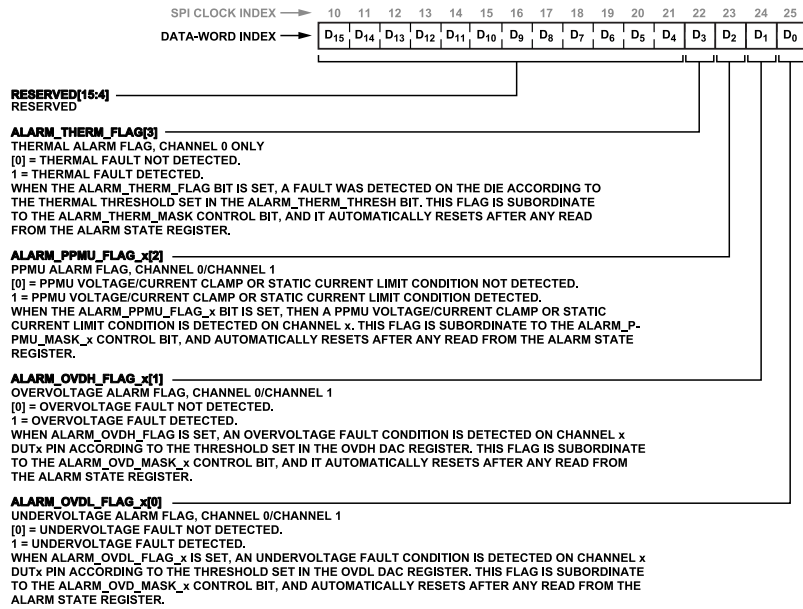 SPI CLOCK INDEX 10 11 12 13 14 15 16 17 18 19 20 21 22 23 24 25
DATA-WORD INDEX D15 D14 D13 D12 D11 D10 D9 D8 D7 D6 D5 D4 D3 D2 D1 D0
RESERVED[15:4]
RESERVED
ALARM_THERM_FLAG[3]
THERMAL ALARM FLAG, CHANNEL 0 ONLY
[0] = THERMAL FAULT NOT DETECTED.
1 = THERMAL FAULT DETECTED.
WHEN THE ALARM_THERM_FLAG BIT IS SET, A FAULT WAS DETECTED ON THE DIE ACCORDING TO
THE THERMAL THRESHOLD SET IN THE ALARM_THERM_THRESH BIT. THIS FLAG IS SUBORDINATE
TO THE ALARM_THERM_MASK CONTROL BIT, AND IT AUTOMATICALLY RESETS AFTER ANY READ
FROM THE ALARM STATE REGISTER.
ALARM_PPMU_FLAG_x[2]
PPMU ALARM FLAG, CHANNEL 0/CHANNEL 1
[0] = PPMU VOLTAGE/CURRENT CLAMP OR STATIC CURRENT LIMIT CONDITION NOT DETECTED.
1 = PPMU VOLTAGE/CURRENT CLAMP OR STATIC CURRENT LIMIT CONDITION DETECTED.
WHEN THE ALARM_PPMU_FLAG_x BIT IS SET, THEN A PPMU VOLTAGE/CURRENT CLAMP OR STATIC
CURRENT LIMIT CONDITION IS DETECTED ON CHANNEL x. THIS FLAG IS SUBORDINATE TO THE ALARM_P-
PMU_MASK_x CONTROL BIT, AND AUTOMATICALLY RESETS AFTER ANY READ FROM THE ALARM STATE
REGISTER.
ALARM_OVDH_FLAG_x[1]
OVERVOLTAGE ALARM FLAG, CHANNEL 0/CHANNEL 1
[0] = OVERVOLTAGE FAULT NOT DETECTED.
1 = OVERVOLTAGE FAULT DETECTED.
WHEN ALARM_OVDH_FLAG IS SET, AN OVERVOLTAGE FAULT CONDITION IS DETECTED ON CHANNEL x
DUTx PIN ACCORDING TO THE THRESHOLD SET IN THE OVDH DAC REGISTER. THIS FLAG IS SUBORDINATE
TO THE ALARM_OVD_MASK_x CONTROL BIT, AND IT AUTOMATICALLY RESETS AFTER ANY READ FROM
THE ALARM STATE REGISTER.
ALARM_OVDL_FLAG_x[0]
UNDERVOLTAGE ALARM FLAG, CHANNEL 0/CHANNEL 1
[0] = UNDERVOLTAGE FAULT NOT DETECTED.
1 = UNDERVOLTAGE FAULT DETECTED.
WHEN ALARM_OVDL_FLAG_x IS SET, AN UNDERVOLTAGE FAULT CONDITION IS DETECTED ON CHANNEL x
DUTx PIN ACCORDING TO THE THRESHOLD SET IN THE OVDL DAC REGISTER. THIS FLAG IS SUBORDINATE
TO THE ALARM_OVD_MASK_x CONTROL BIT, AND AUTOMATICALLY RESETS AFTER ANY READ FROM THE
ALARM STATE REGISTER.